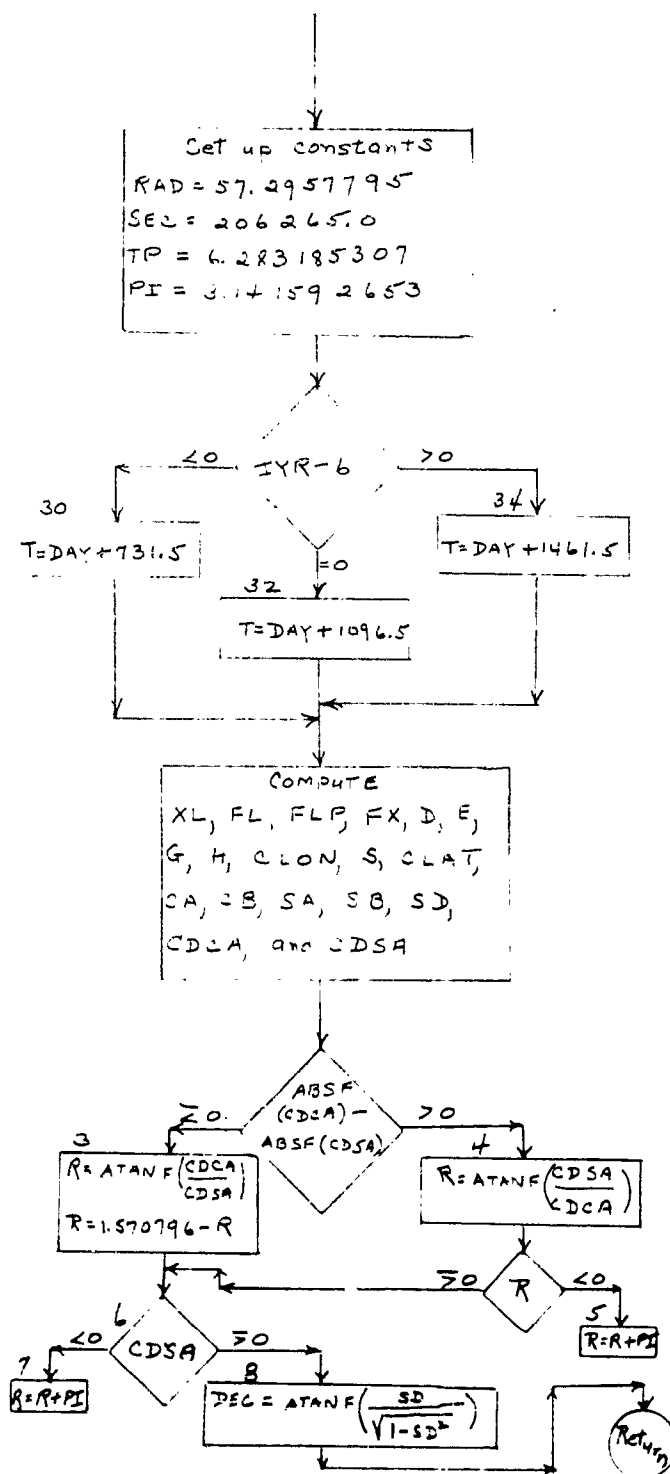 Set up constants
RAD = 57.2957795
SEC = 206265.0
TP = 6.283185307
PI = 3.141592653
<0
IYR-6
>0
30
T=DAY+731.5
34
T=DAY+1461.5
=0
32
T=DAY+1096.5
COMPUTE
XL, FL, FLP, FX, D, E,
G, H, CLON, S, CLAT,
CA, CB, SA, SB, SD,
CDCA, and CDSA
ABSF
(CDCA) -
ABSF(CDSA)
≤0
>0
3
R=ATANF(CDCA/CDSA)
R=1.570796-R
4
R=ATANF(CDSA/CDCA)
≥0
R
<0
5
R=R+PI
6
<0
CDSA
≥0
7
R=R+PI
8
DEC = ATANF(SD/√1-SD²)
Return